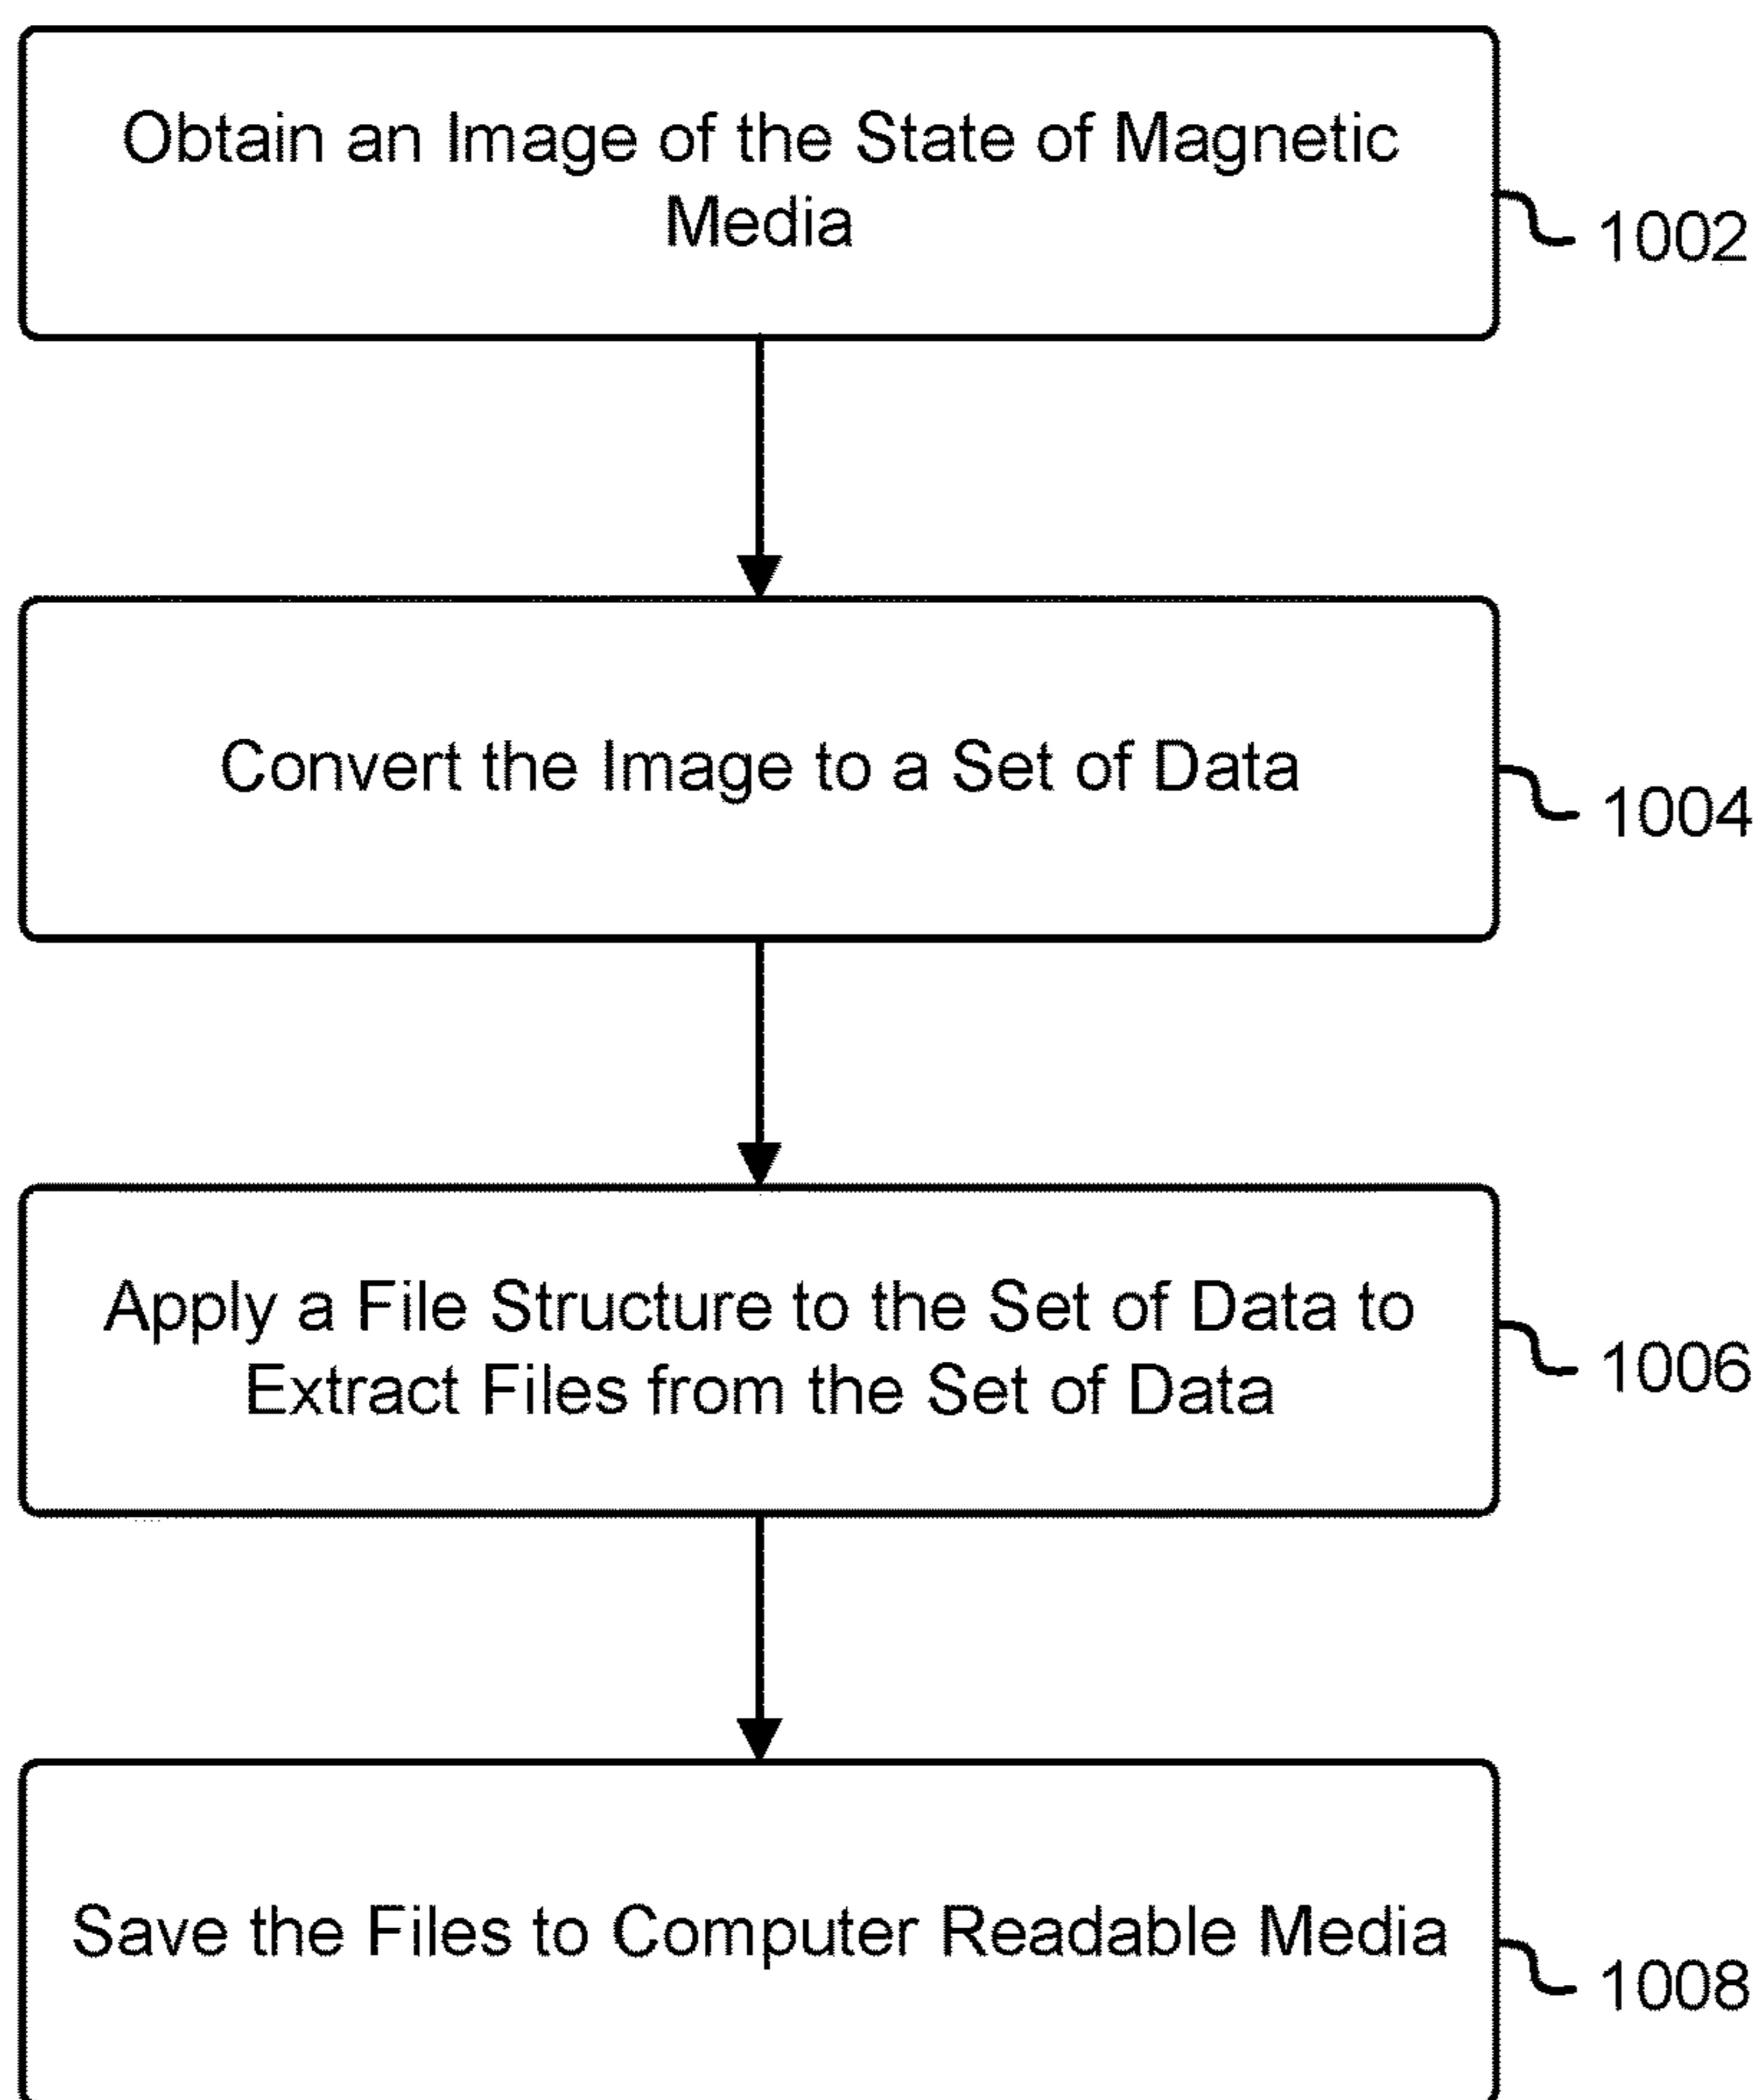 Obtain an Image of the State of Magnetic
Media
1002
Convert the Image to a Set of Data
1004
Apply a File Structure to the Set of Data to
Extract Files from the Set of Data
1006
Save the Files to Computer Readable Media
1008